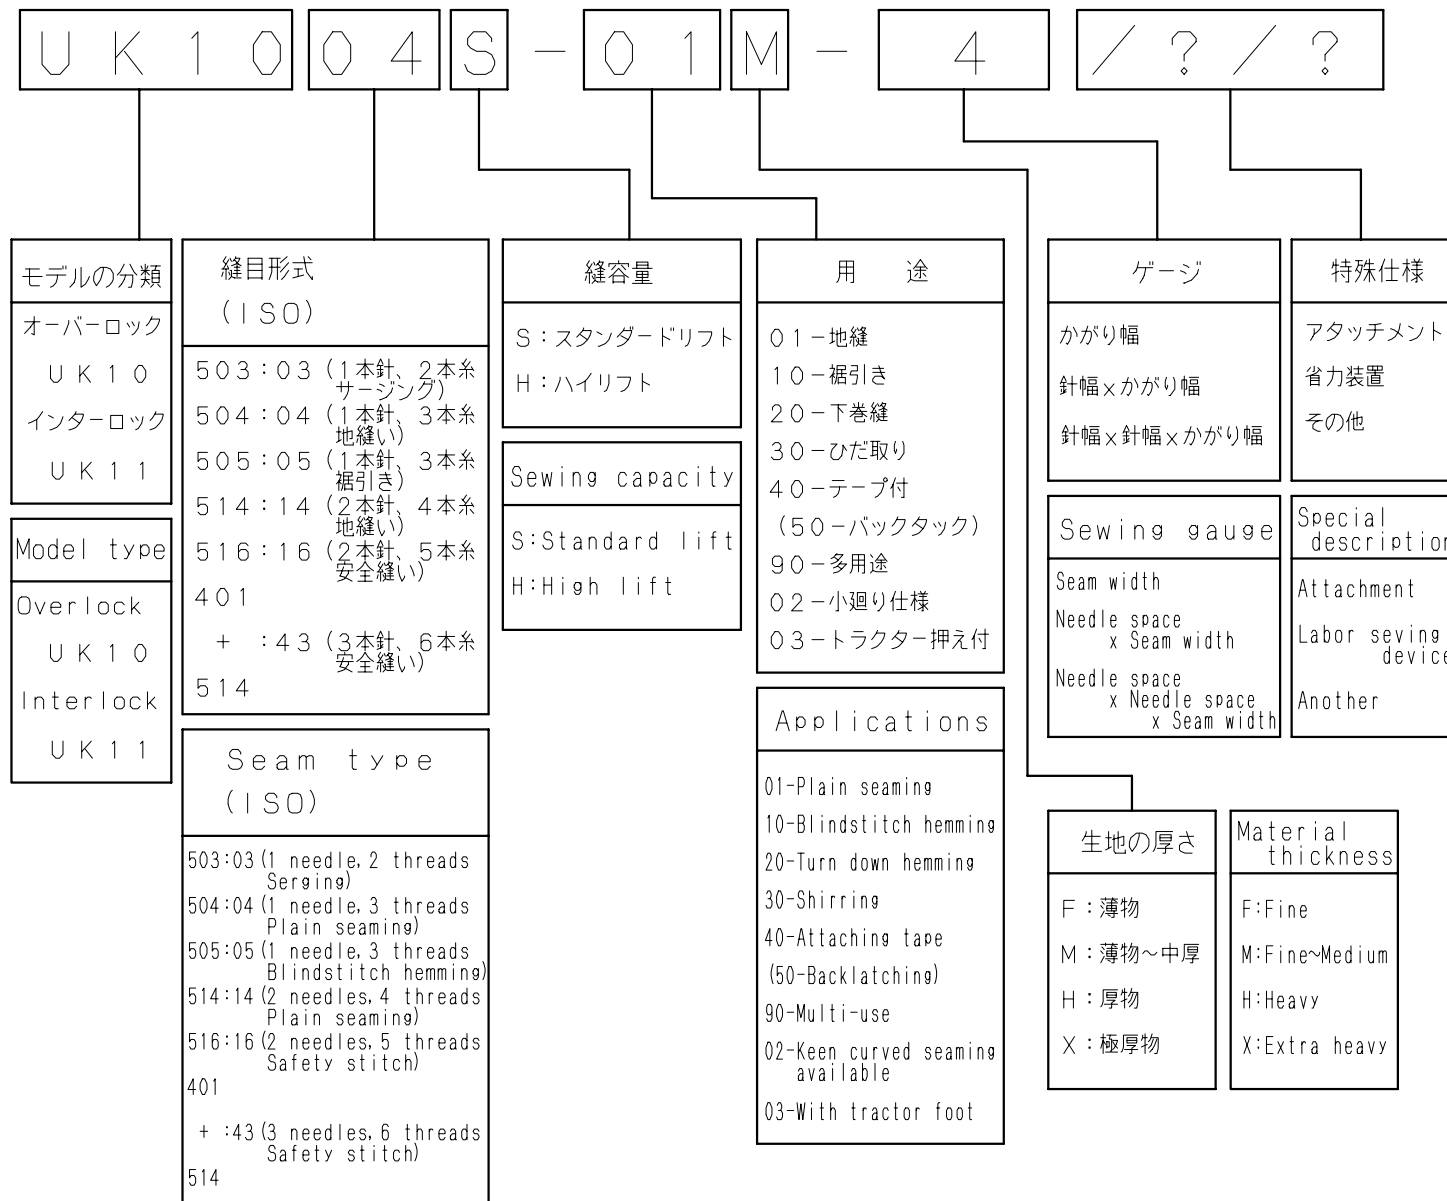 UK1004S-01M-4/?/?
モデルの分類
オーバーロック
UK10
インターロック
UK11
Model type
Overlock
UK10
Interlock
UK11
縫目形式
(ISO)
503:03(1本針、2本糸
サージング)
504:04(1本針、3本糸
地縫い)
505:05(1本針、3本糸
裾引き)
514:14(2本針、4本糸
地縫い)
516:16(2本針、5本糸
安全縫い)
401
+ :43(3本針、6本糸
安全縫い)
514
Seam type
(ISO)
503:03(1 needle,2 threads
Serging)
504:04(1 needle,3 threads
Plain seaming)
505:05(1 needle,3 threads
Blindstitch hemming)
514:14(2 needles,4 threads
Plain seaming)
516:16(2 needles,5 threads
Safety stitch)
401
+ :43(3 needles,6 threads
Safety stitch)
514
縫容量
S:スタンダードリフト
H:ハイリフト
Sewing capacity
S:Standard lift
H:High lift
用 途
01-地縫
10-裾引き
20-下巻縫
30-ひだ取り
40-テープ付
(50-バックタック)
90-多用途
02-小廻り仕様
03-トラクター押え付
Applications
01-Plain seaming
10-Blindstitch hemming
20-Turn down hemming
30-Shirring
40-Attaching tape
(50-Backlatching)
90-Multi-use
02-Keen curved seaming
available
03-With tractor foot
ゲージ
かがり幅
針幅×かがり幅
針幅×針幅×かがり幅
Sewing gauge
Seam width
Needle space
x Seam width
Needle space
x Needle space
x Seam width
特殊仕様
アタッチメント
省力装置
その他
Special
description
Attachment
Labor seving
device
Another
生地の厚さ
F:薄物
M:薄物~中厚
H:厚物
X:極厚物
Material
thickness
F:Fine
M:Fine~Medium
H:Heavy
X:Extra heavy